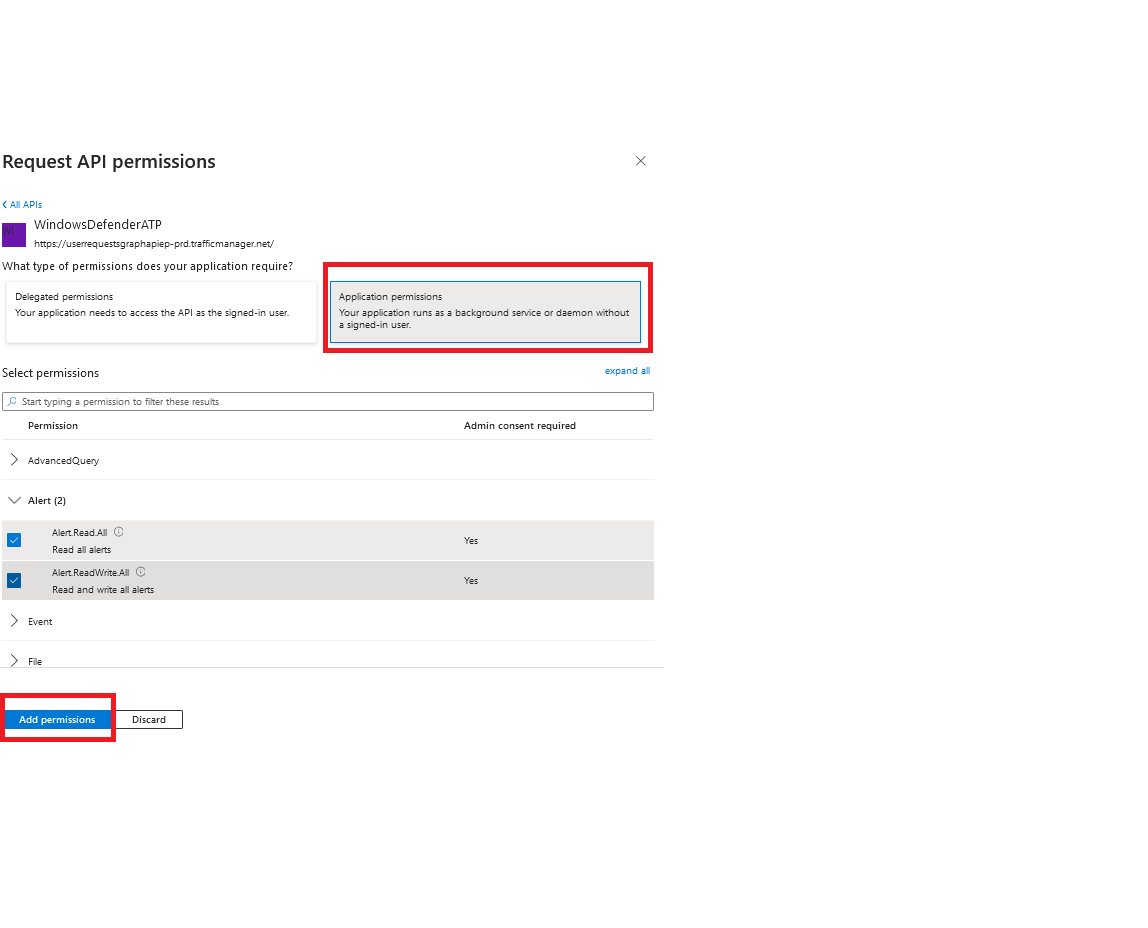 Request API permissions
All APIs
WI
WindowsDefenderATP
https://userrequestsgraphapiep-prd.trafficmanager.net/
What type of permissions does your application require?
Delegated permissions
Your application needs to access the API as the signed-in user.
Application permissions
Your application runs as a background service or daemon without
a signed-in user.
Select permissions
expand all
Start typing a permission to filter these results
Permission
Admin consent required
AdvancedQuery
Alert (2)
Alert.Read.All
Read all alerts
Yes
Alert.ReadWrite.All
Read and write all alerts
Yes
Event
File
Add permissions
Discard